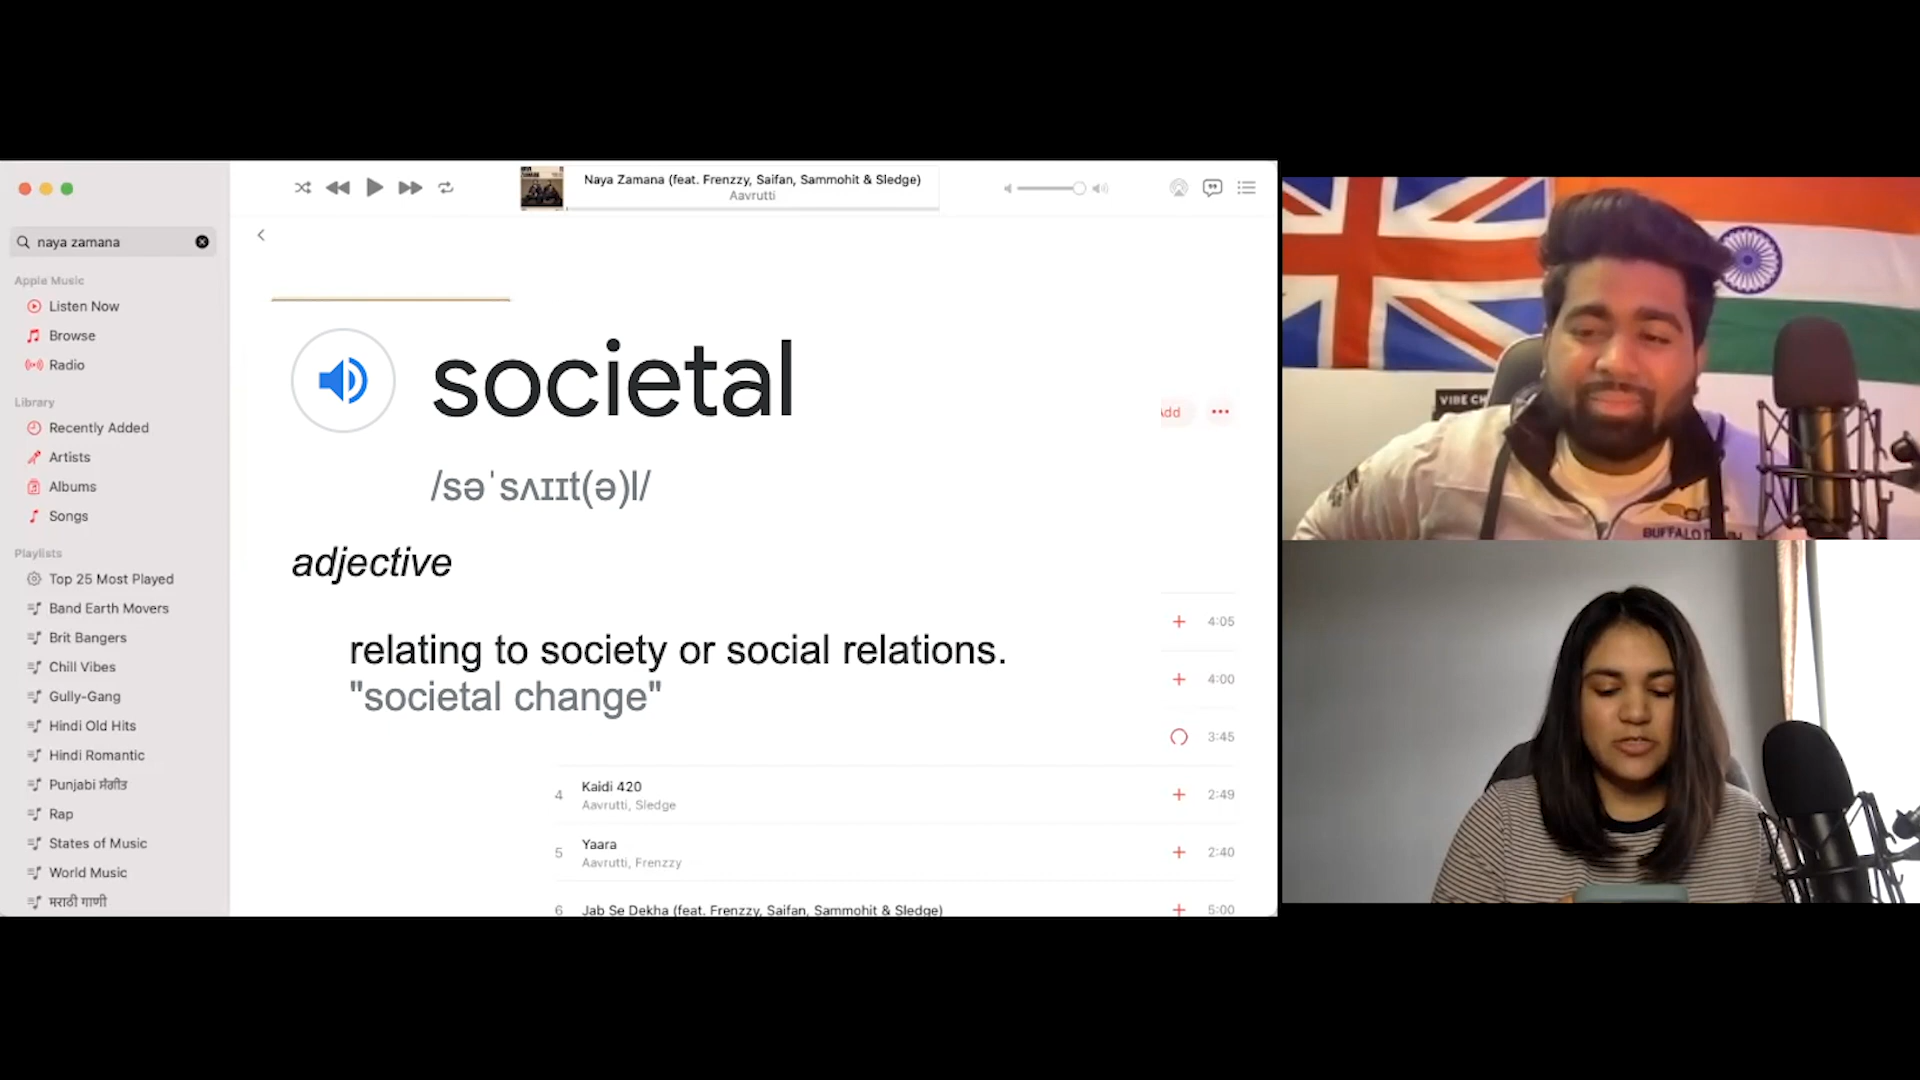 Naya Zamana (feat. Frenzzy, Saifan, Sammohit & Sledge)
Aavrutti
naya zamana
Apple Music
Listen Now
Browse
Radio
Library
Recently Added
Artists
Albums
Songs
Playlists
Top 25 Most Played
Band Earth Movers
Brit Bangers
Chill Vibes
Gully-Gang
Hindi Old Hits
Hindi Romantic
Punjabi ਸੰਗੀਤ
Rap
States of Music
World Music
मराठी गाणी
societal
/səˈsʌɪɪt(ə)l/
adjective
relating to society or social relations.
"societal change"
4:05
4:00
3:45
4 Kaidi 420 2:49
Aavrutti, Sledge
5 Yaara 2:40
Aavrutti, Frenzzy
6 Jab Se Dekha (feat. Frenzzy, Saifan, Sammohit & Sledge) 5:00
VIBE
BUFFALO